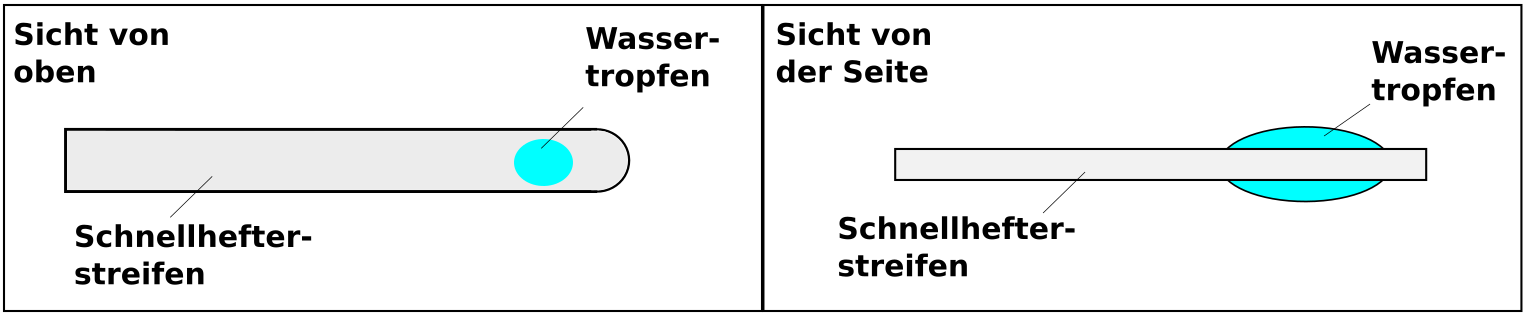 Sicht von
oben
Wasser-
tropfen
Schnellhefter-
streifen
Sicht von
der Seite
Wasser-
tropfen
Schnellhefter-
streifen